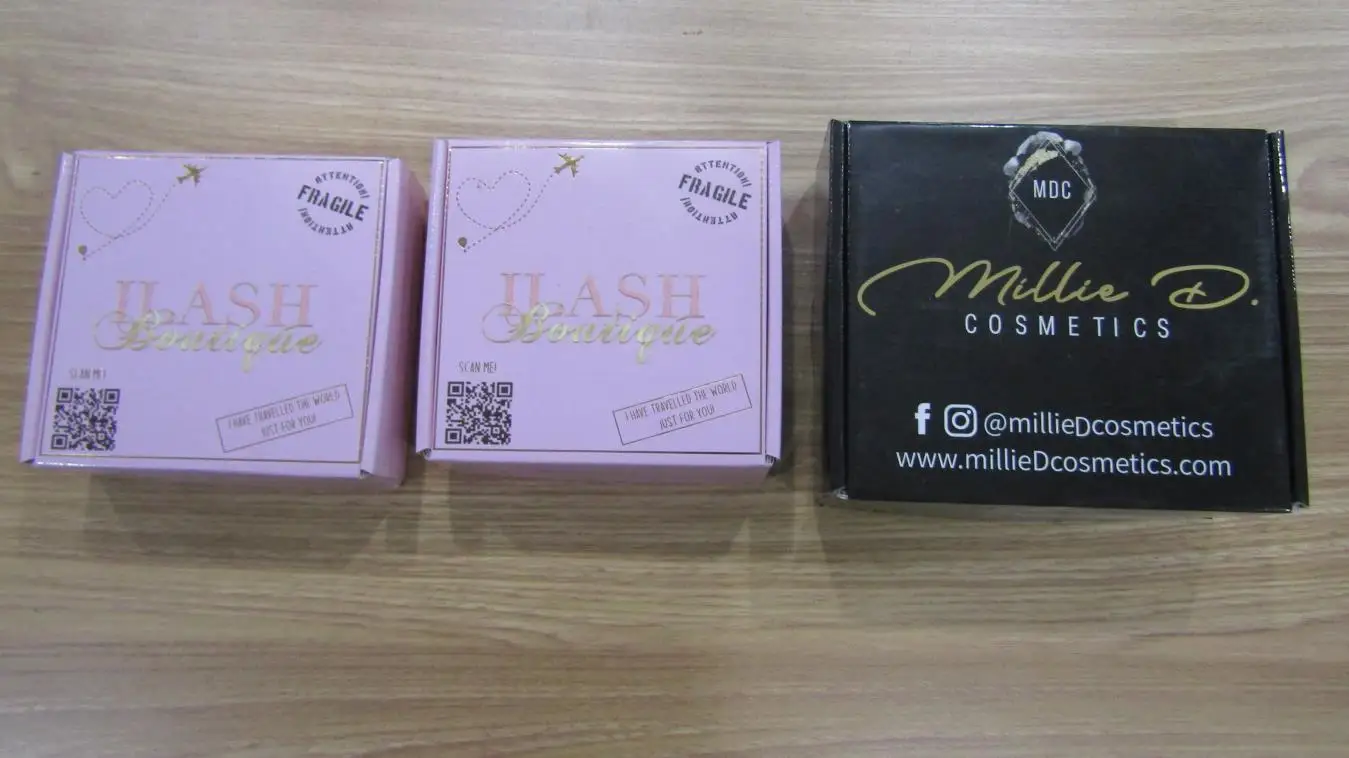 ATTENTION!
FRAGILE
ATTENTION!
JLASH
Boutique
SCAN ME!
I HAVE TRAVELLED THE WORLD
JUST FOR YOU!
ATTENTION!
FRAGILE
ATTENTION!
JLASH
Boutique
SCAN ME!
I HAVE TRAVELLED THE WORLD
JUST FOR YOU!
MDC
Millie D.
COSMETICS
@millieDcosmetics
www.millieDcosmetics.com